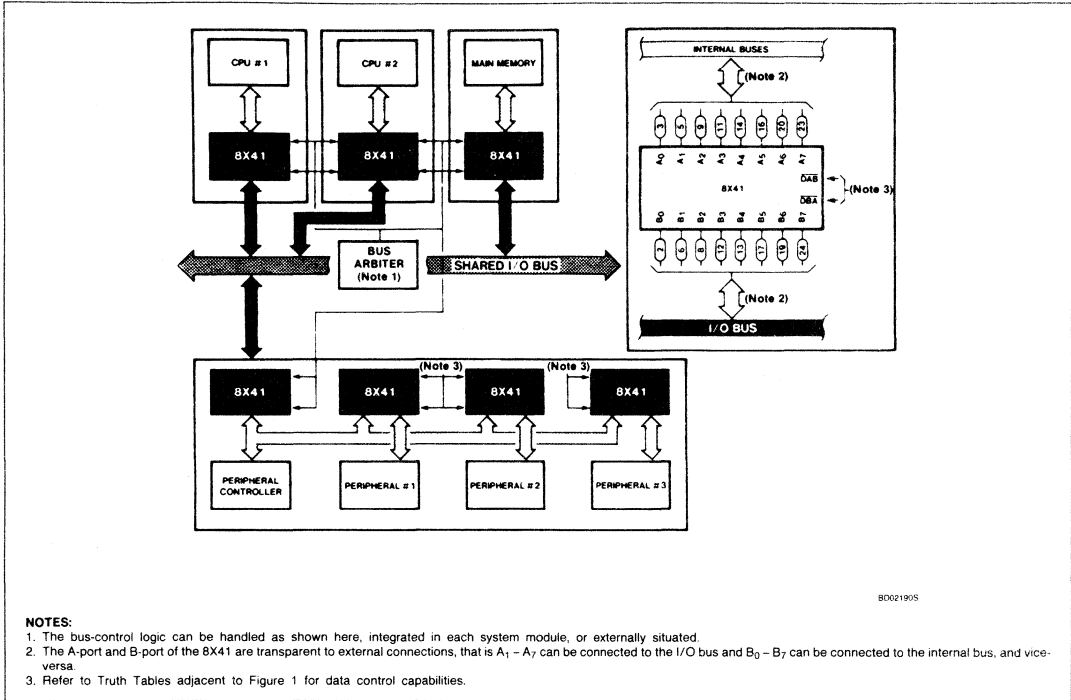 CPU #1
CPU #2
MAIN MEMORY
8X41
8X41
8X41
BUS
ARBITER
(Note 1)
SHARED I/O BUS
(Note 3)
(Note 3)
8X41
8X41
8X41
8X41
PERIPHERAL
CONTROLLER
PERIPHERAL #1
PERIPHERAL #2
PERIPHERAL #3
INTERNAL BUSES
(Note 2)
3 5 9 11 14 16 20 23
A0 A1 A2 A3 A4 A5 A6 A7
8X41
DAB
DBA
(Note 3)
B0 B1 B2 B3 B4 B5 B6 B7
2 6 8 12 13 17 19 24
(Note 2)
I/O BUS
BD02190S
NOTES:
1. The bus-control logic can be handled as shown here, integrated in each system module, or externally situated.
2. The A-port and B-port of the 8X41 are transparent to external connections, that is A1 – A7 can be connected to the I/O bus and B0 – B7 can be connected to the internal bus, and vice-
versa.
3. Refer to Truth Tables adjacent to Figure 1 for data control capabilities.